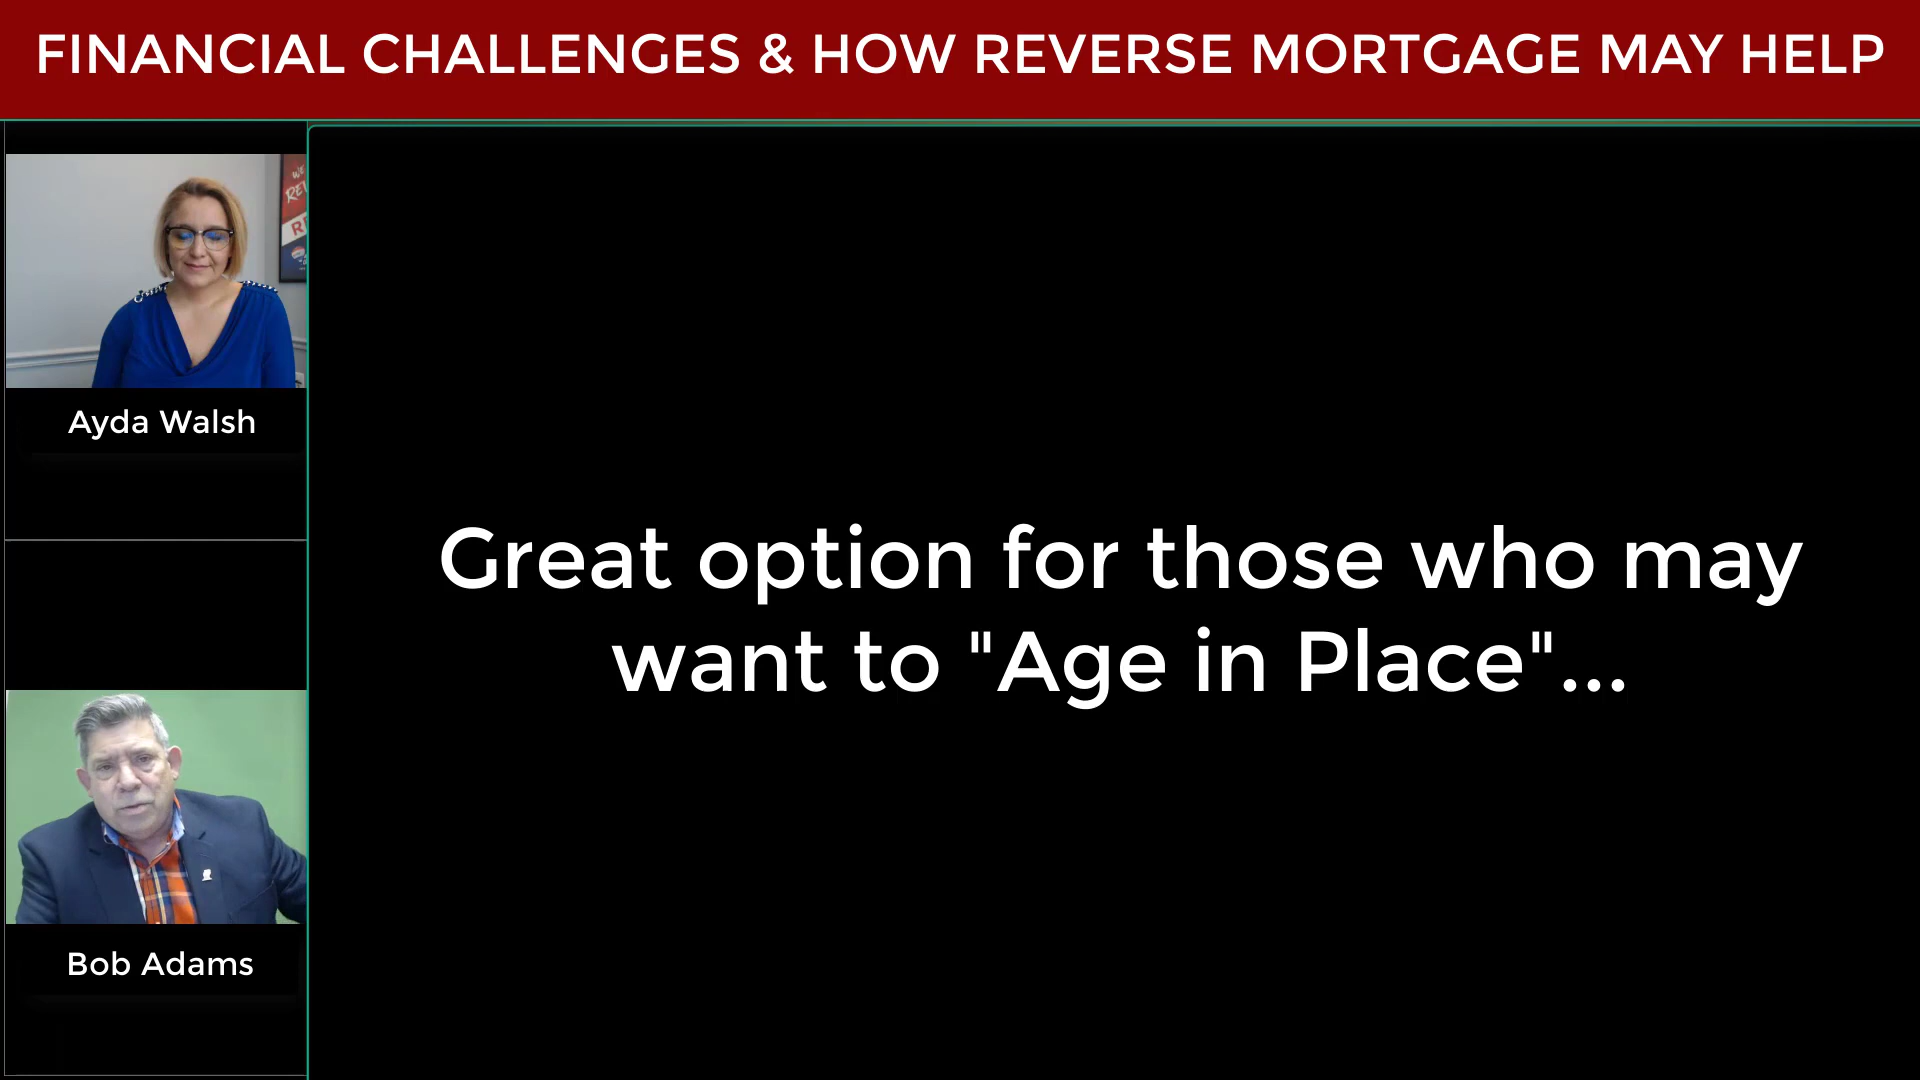 FINANCIAL CHALLENGES & HOW REVERSE MORTGAGE MAY HELP
Ayda Walsh
Great option for those who may
want to "Age in Place"...
Bob Adams